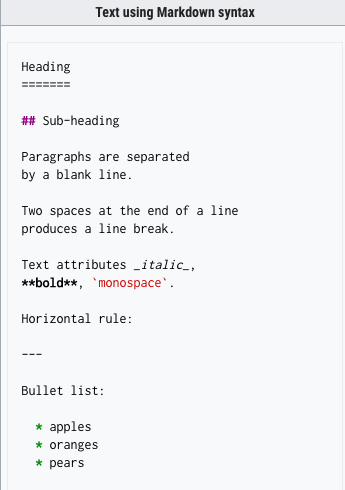 Text using Markdown syntax
Heading
=======
## Sub-heading
Paragraphs are separated
by a blank line.
Two spaces at the end of a line
produces a line break.
Text attributes _italic_,
**bold**, `monospace`.
Horizontal rule:
---
Bullet list:
* apples
* oranges
* pears